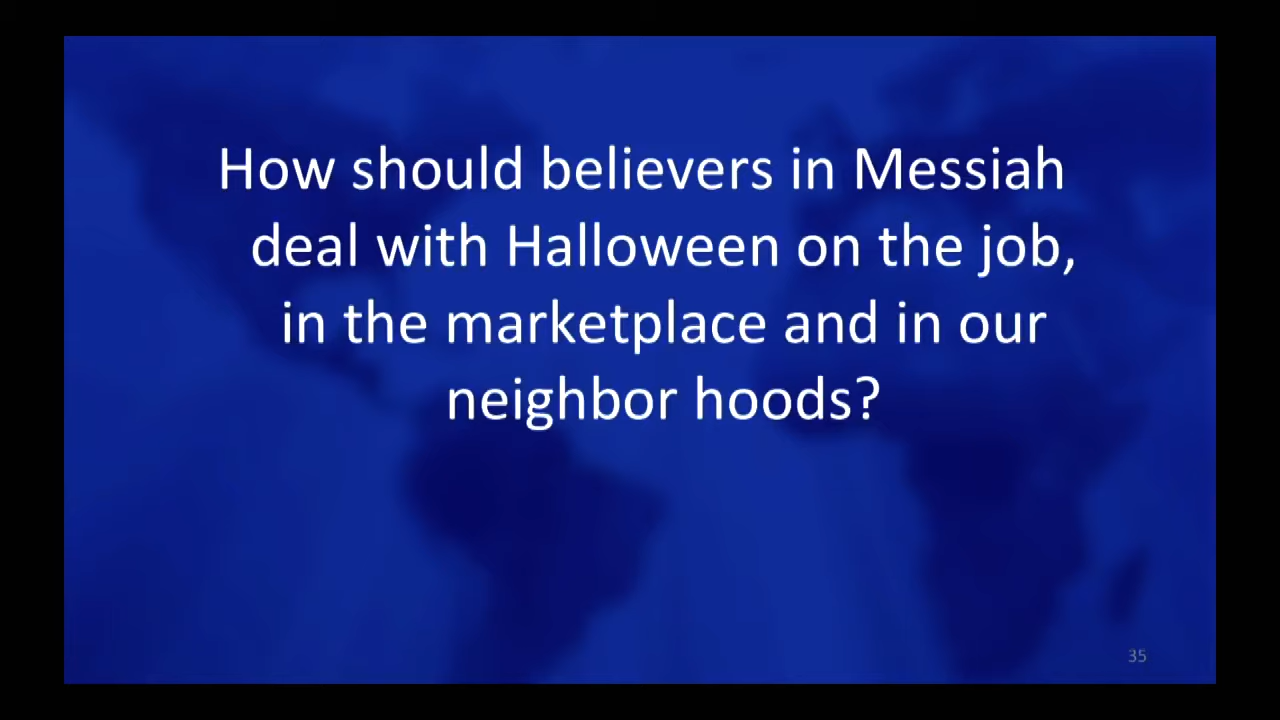 How should believers in Messiah
deal with Halloween on the job,
in the marketplace and in our
neighbor hoods?
35